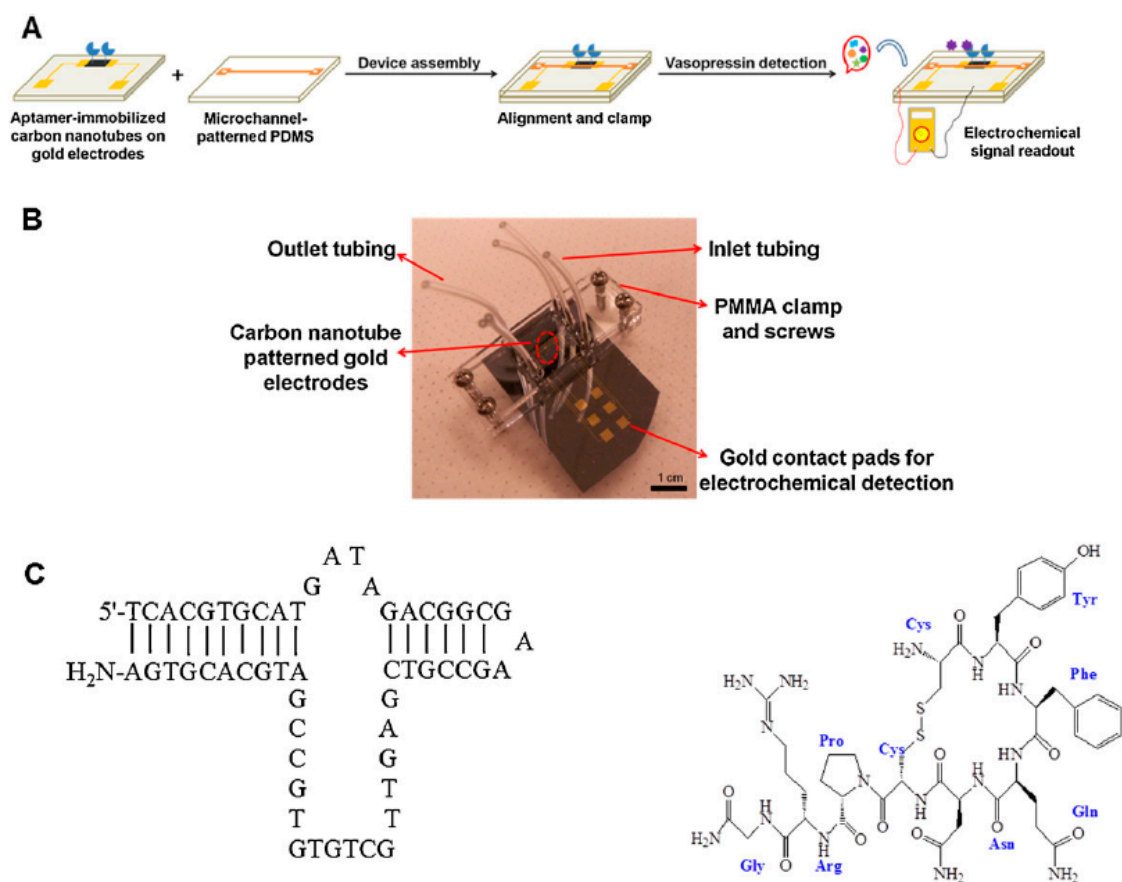 A
Aptamer-immobilized
carbon nanotubes on
gold electrodes
+
Microchannel-
patterned PDMS
Device assembly
Alignment and clamp
Vasopressin detection
Electrochemical
signal readout
B
Outlet tubing
Carbon nanotube
patterned gold
electrodes
Inlet tubing
PMMA clamp
and screws
Gold contact pads for
electrochemical detection
1 cm
C
5'-TCACGTGCAT
G
A
T
A
GACGGCG
A
H₂N-AGTGCACGTA
CTGCCGA
G
C
C
G
T
GTGTCG
G
A
G
T
T
OH
Tyr
Cys
O
H₂N
N
H
O
HN
Phe
S
S
O
HN
NH₂
H₂N
N
Pro
Cys
N
O
N
H
O
H
N
O
Gln
O
H₂N
H
N
O
N
H
O
Asn
O
NH₂
O
NH₂
Gly
Arg